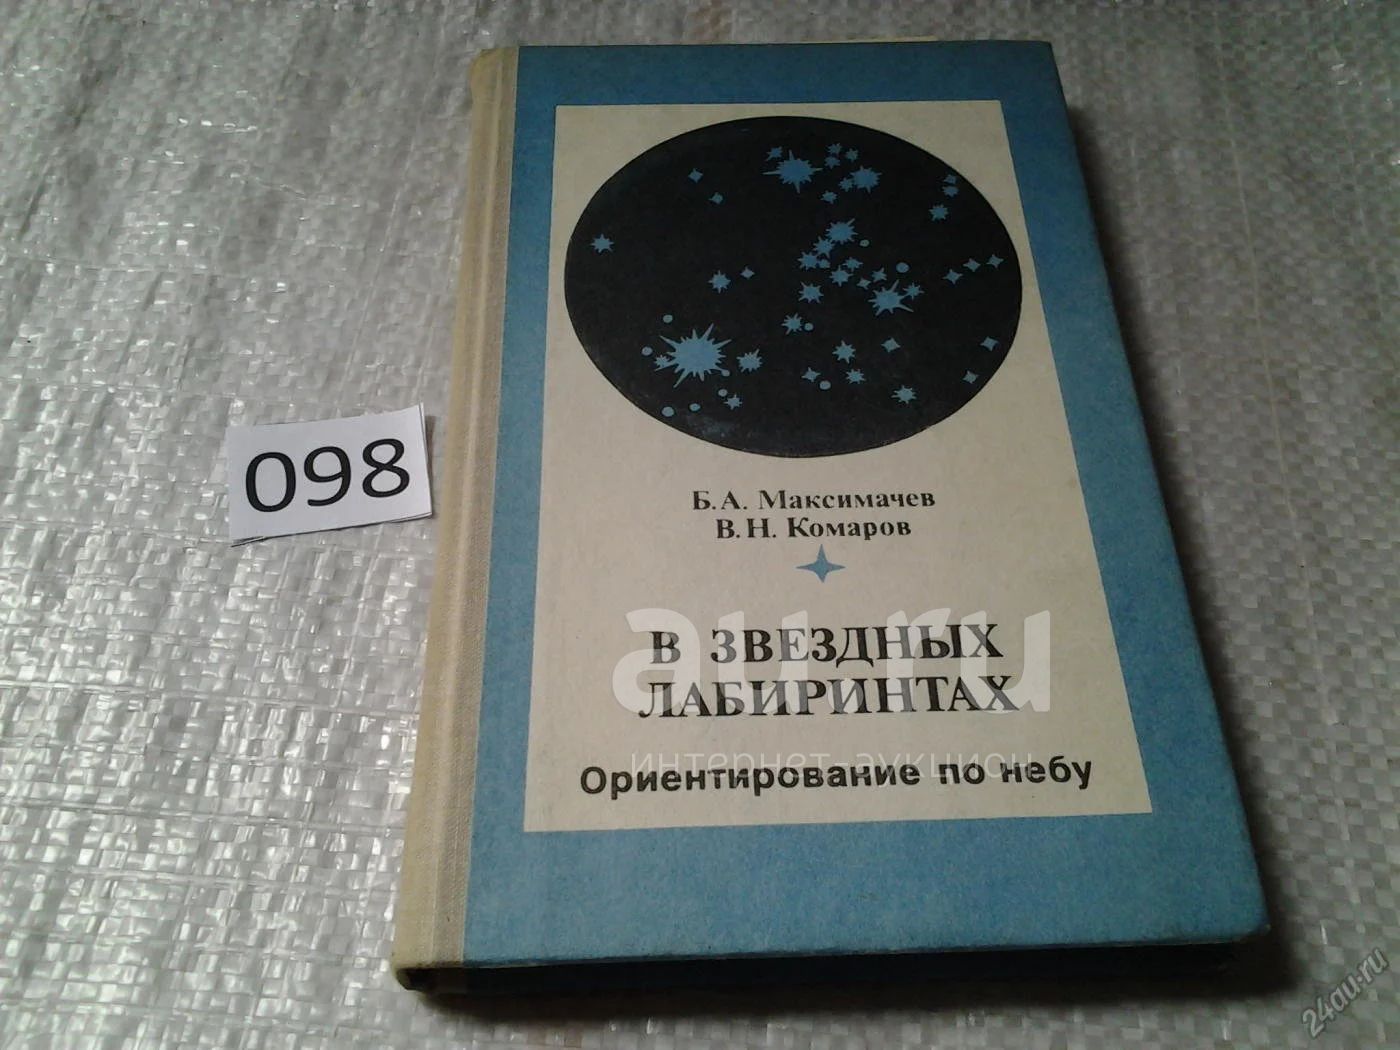 098
Б.А. Максимачев
В.Н. Комаров
В ЗВЕЗДНЫХ
ЛАБИРИНТАХ
Ориентирование по небу
au.ru
интернет-аукцион
24au.ru